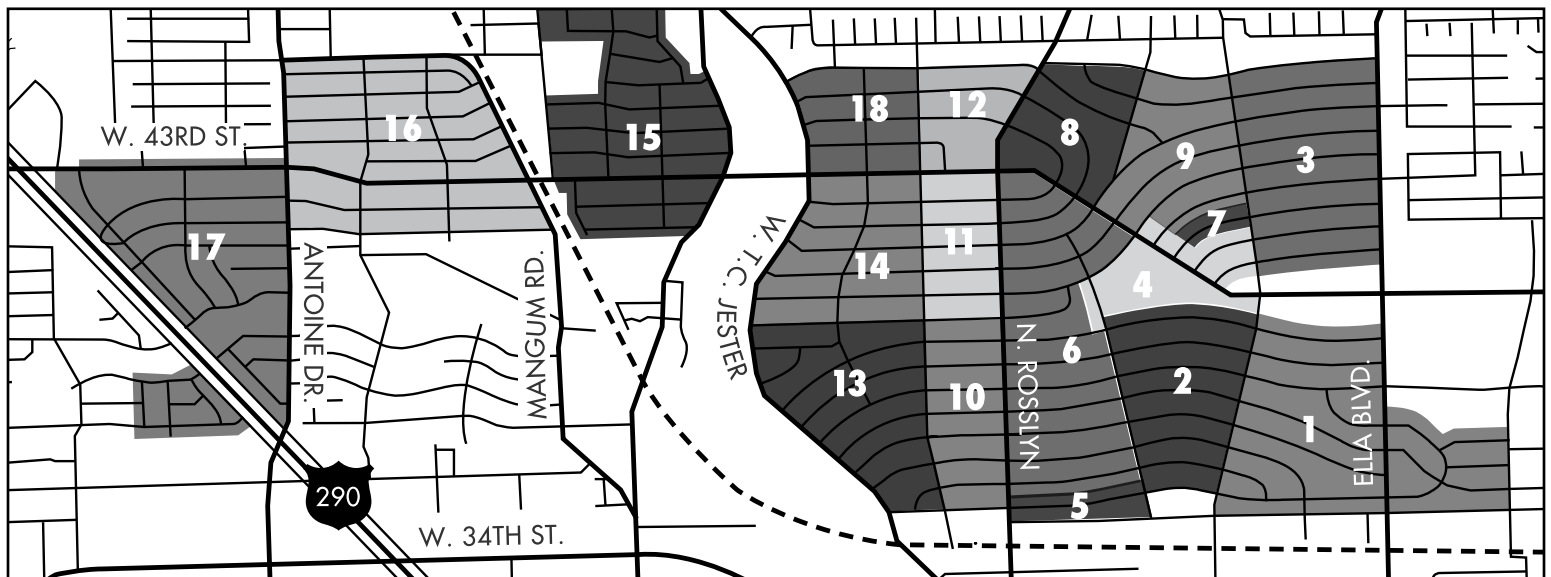 18
12
16
8
W. 43RD ST.
15
9
3
7
17
11
W. T.C. JESTER
14
4
ANTOINE DR.
MANGUM RD.
N. ROSSLYN
6
13
2
10
1
ELLA BLVD.
290
5
W. 34TH ST.